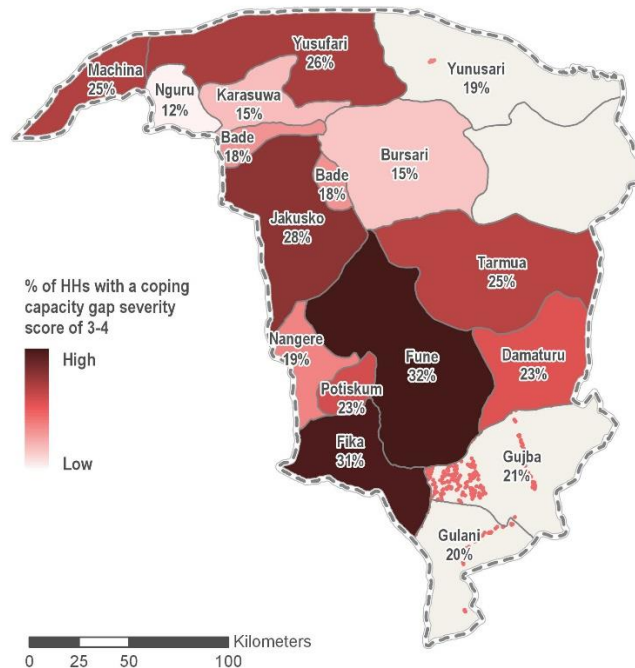 Yusufari
26%
Machina
25%
Yunusari
19%
Nguru
12%
Karasuwa
15%
Bade
18%
Bursari
15%
Bade
18%
Jakusko
28%
Tarmua
25%
% of HHs with a coping
capacity gap severity
score of 3-4
High
Low
Nangere
19%
Fune
32%
Damaturu
23%
Potiskum
23%
Fika
31%
Gujba
21%
Gulani
20%
Kilometers
0 25 50 100